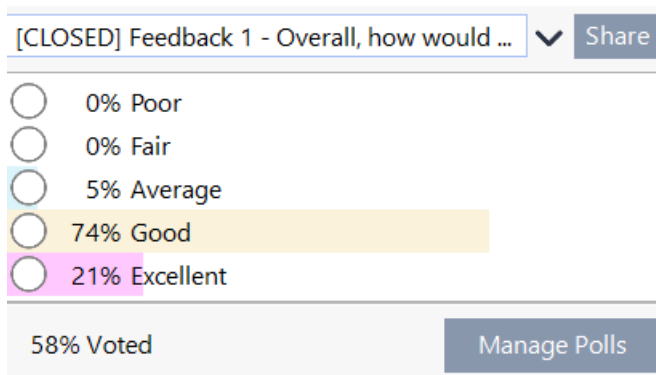 [CLOSED] Feedback 1 - Overall, how would ... Share
0% Poor
0% Fair
5% Average
74% Good
21% Excellent
58% Voted Manage Polls